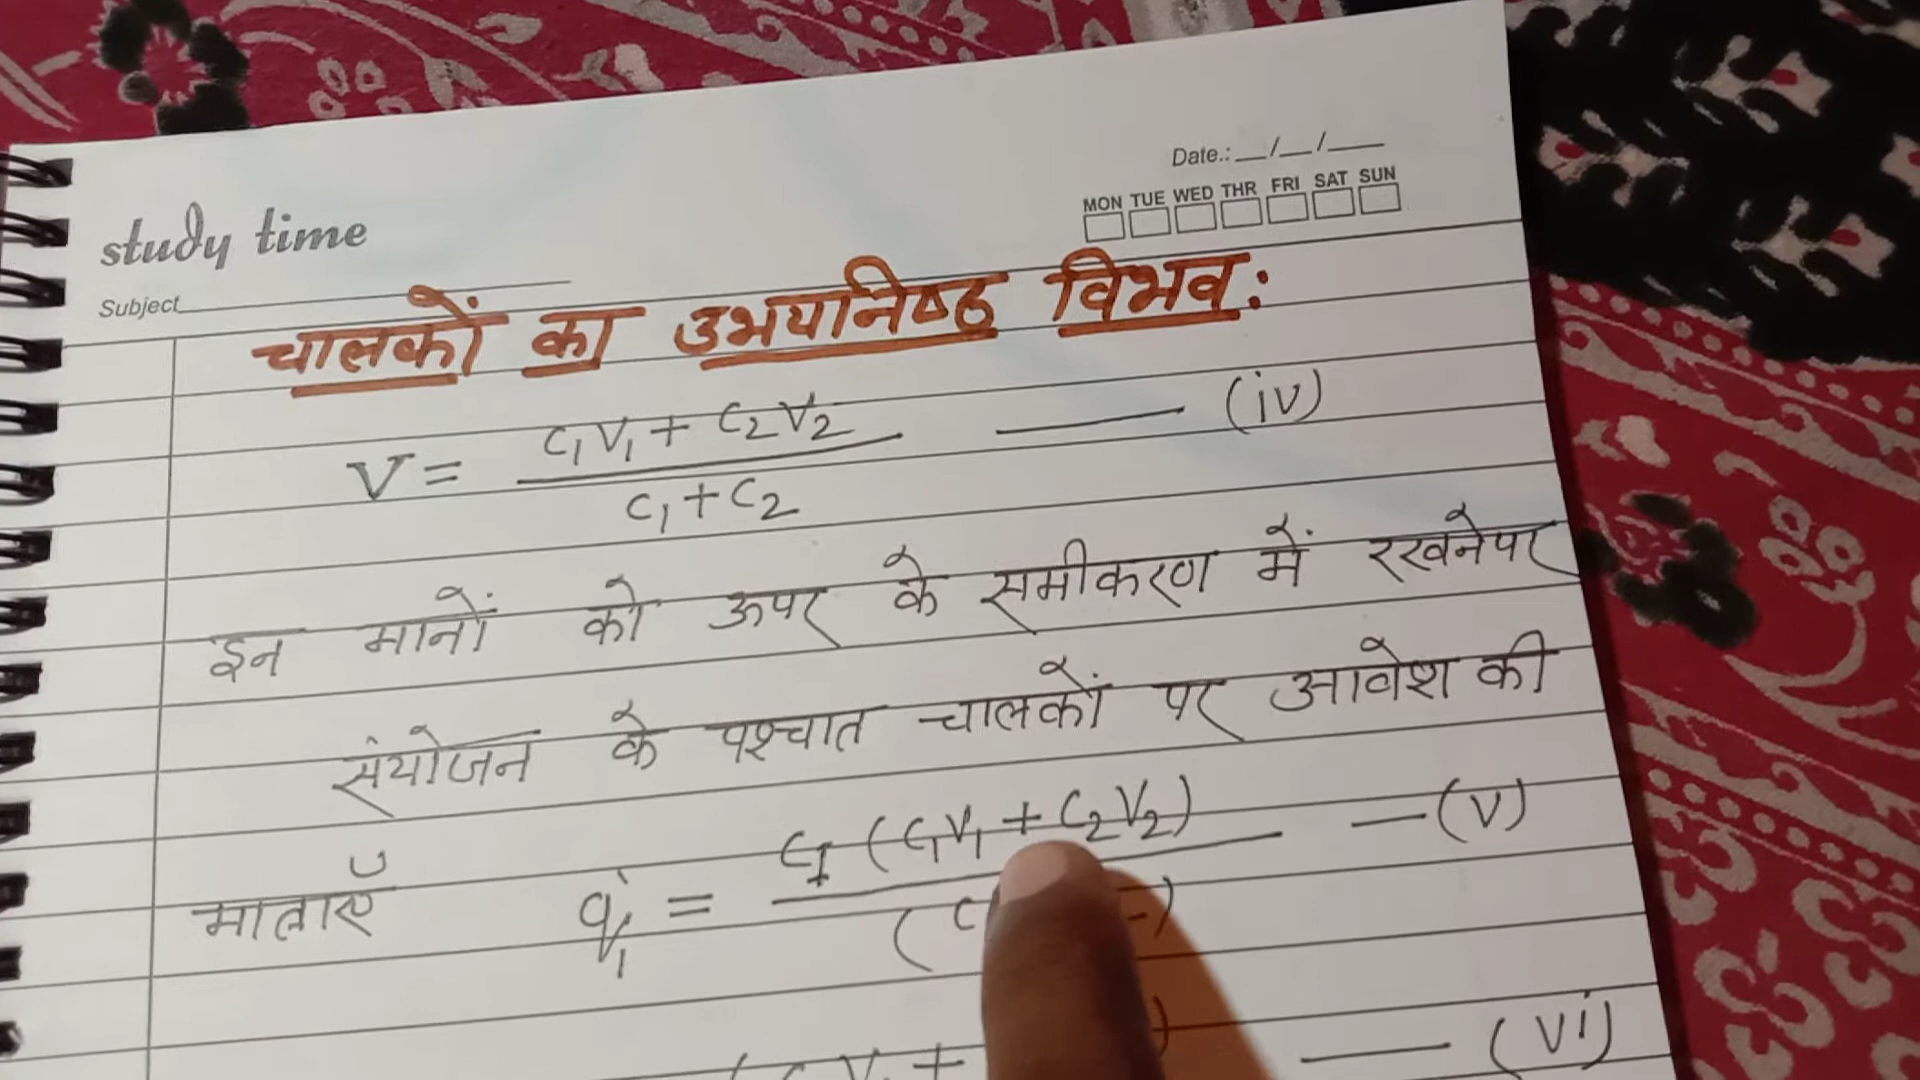 Date.: __/__/___
MON TUE WED THR FRI SAT SUN
study time
Subject
चालकों का उभयनिष्ठ विभव:
V = C₁V₁ + C₂V₂ / C₁ + C₂ — (iv)
इन मानों को ऊपर के समीकरण में रखनेपर
संयोजन के पश्चात चालकों पर आवेश की
मात्राएँ q₁' = C₁ (C₁V₁ + C₂V₂) / (C — (v)
— (vi)